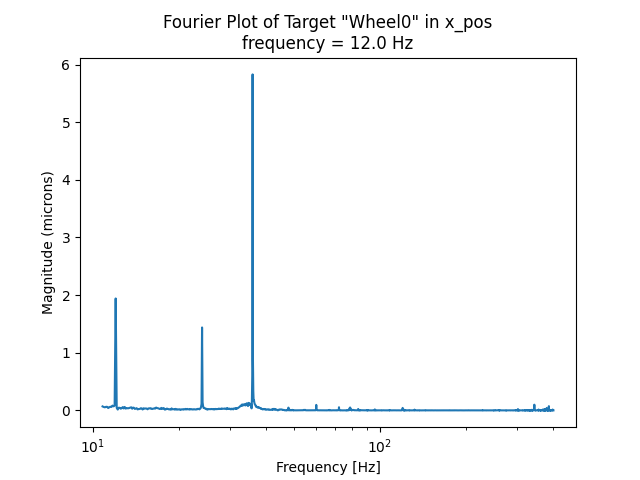 Fourier Plot of Target "Wheel0" in x_pos
frequency = 12.0 Hz
6
5
4
3
2
1
0
Magnitude (microns)
10¹
10²
Frequency [Hz]